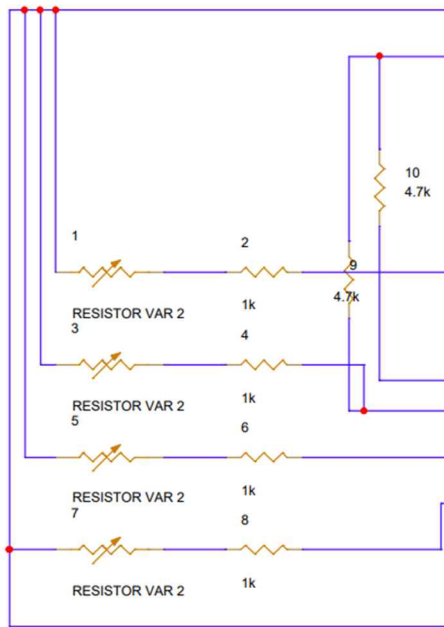 10
4.7k
1
2
9
4.7k
RESISTOR VAR 2
1k
3
4
RESISTOR VAR 2
1k
5
6
RESISTOR VAR 2
1k
7
8
RESISTOR VAR 2
1k